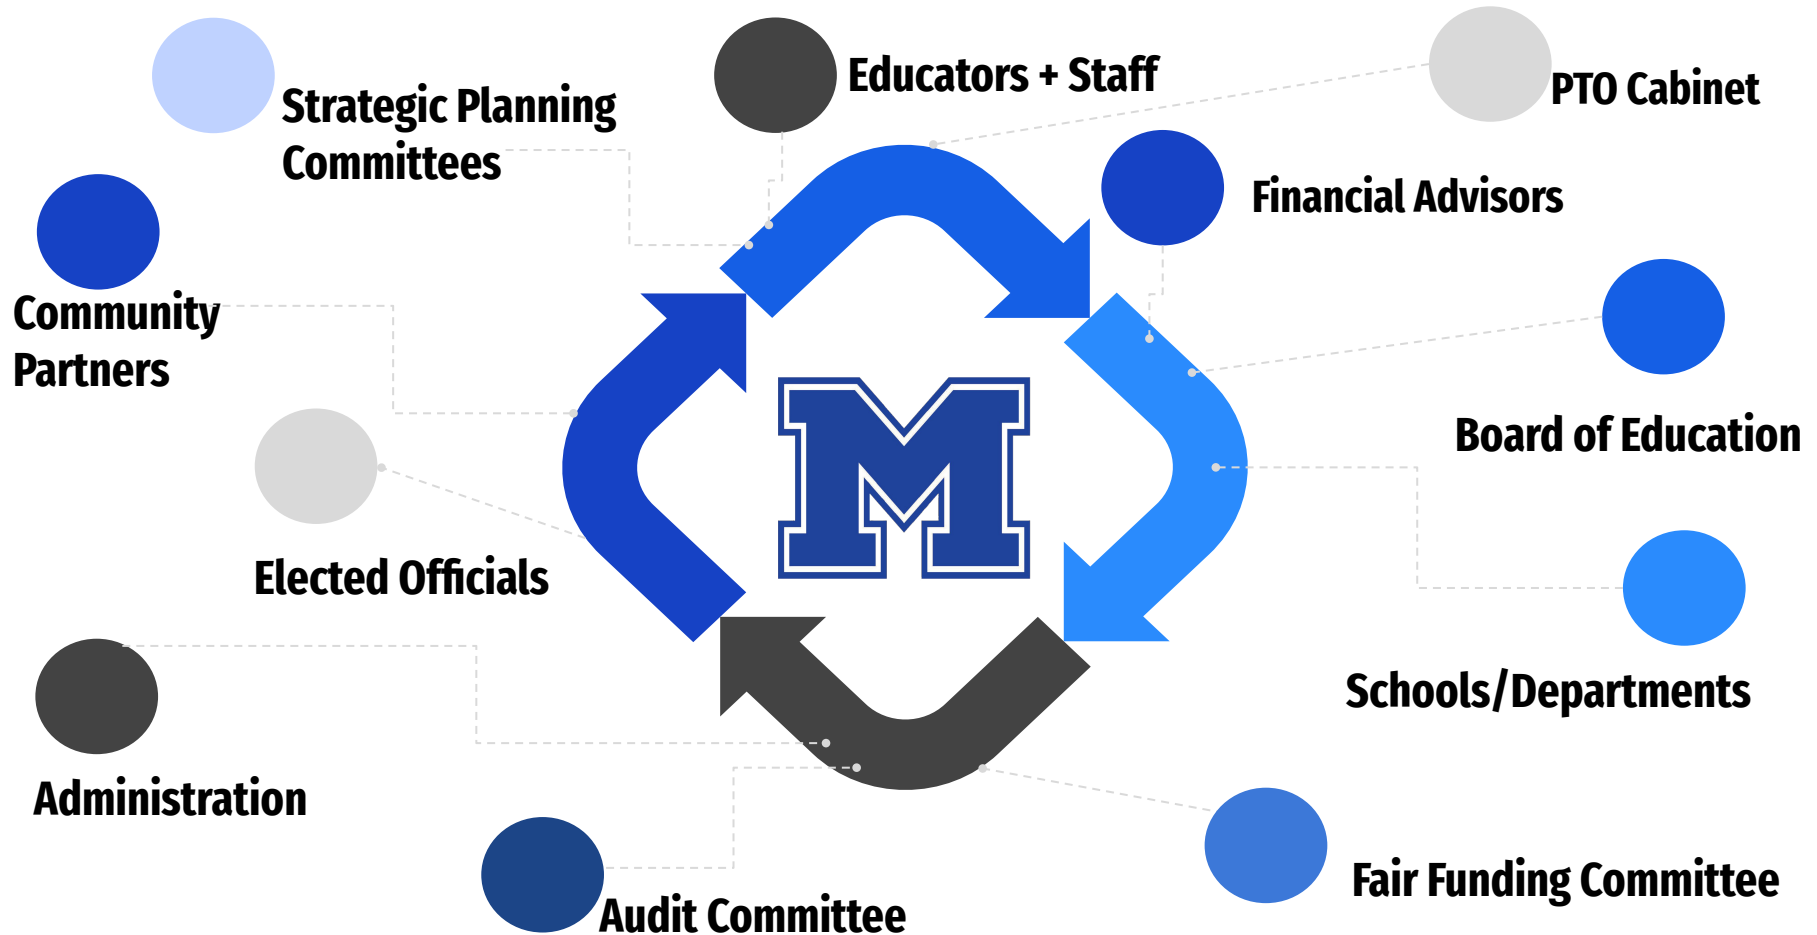 Strategic Planning
Committees
Educators + Staff
PTO Cabinet
Financial Advisors
Community
Partners
M
Board of Education
Elected Officials
Schools/Departments
Administration
Audit Committee
Fair Funding Committee